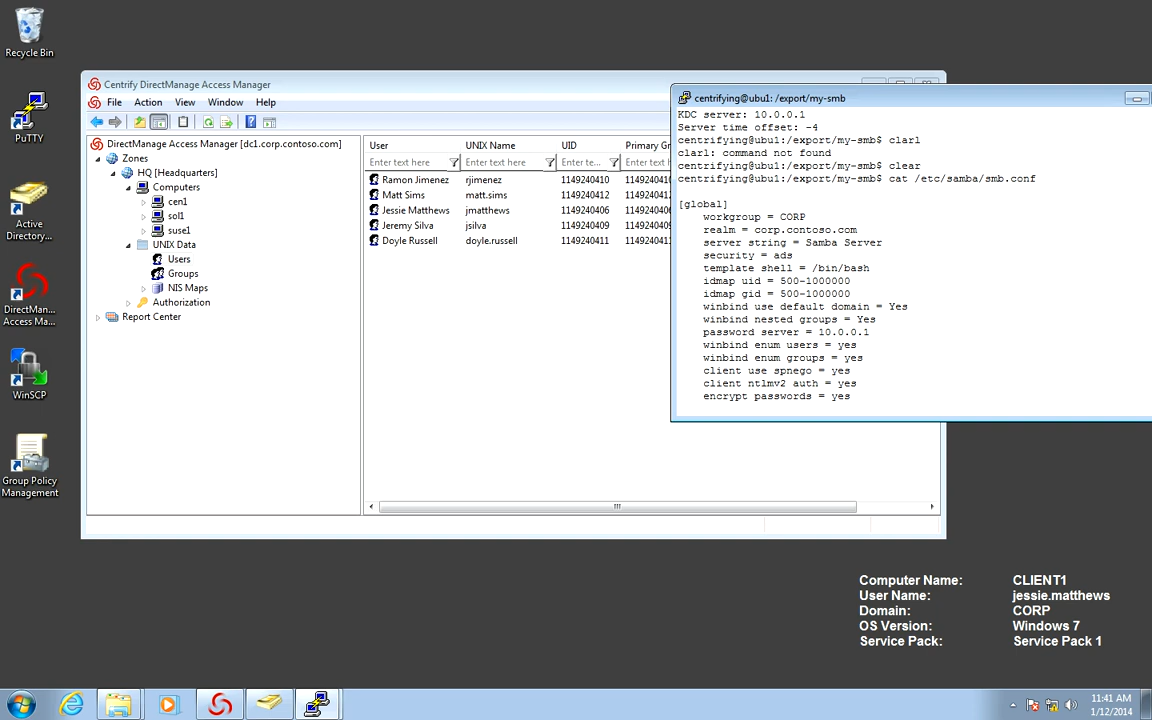 Recycle Bin
PuTTY
Active
Directory...
DirectMan...
Access Ma...
WinSCP
Group Policy
Management
Centrify DirectManage Access Manager
File Action View Window Help
DirectManage Access Manager [dc1.corp.contoso.com]
Zones
HQ [Headquarters]
Computers
cen1
sol1
suse1
UNIX Data
Users
Groups
NIS Maps
Authorization
Report Center
User UNIX Name UID Primary Gr
Enter text here Enter text here Enter te... Enter text h
Ramon Jimenez rjimenez 1149240410 1149240410
Matt Sims matt.sims 1149240412 1149240412
Jessie Matthews jmatthews 1149240406 1149240406
Jeremy Silva jsilva 1149240409 1149240409
Doyle Russell doyle.russell 1149240411
centrifying@ubu1: /export/my-smb
KDC server: 10.0.0.1
Server time offset: -4
centrifying@ubu1:/export/my-smb$ clarl
clarl: command not found
centrifying@ubu1:/export/my-smb$ clear
centrifying@ubu1:/export/my-smb$ cat /etc/samba/smb.conf
[global]
workgroup = CORP
realm = corp.contoso.com
server string = Samba Server
security = ads
template shell = /bin/bash
idmap uid = 500-1000000
idmap gid = 500-1000000
winbind use default domain = Yes
winbind nested groups = Yes
password server = 10.0.0.1
winbind enum users = yes
winbind enum groups = yes
client use spnego = yes
client ntlmv2 auth = yes
encrypt passwords = yes
Computer Name: CLIENT1
User Name: jessie.matthews
Domain: CORP
OS Version: Windows 7
Service Pack: Service Pack 1
11:41 AM
1/12/2014